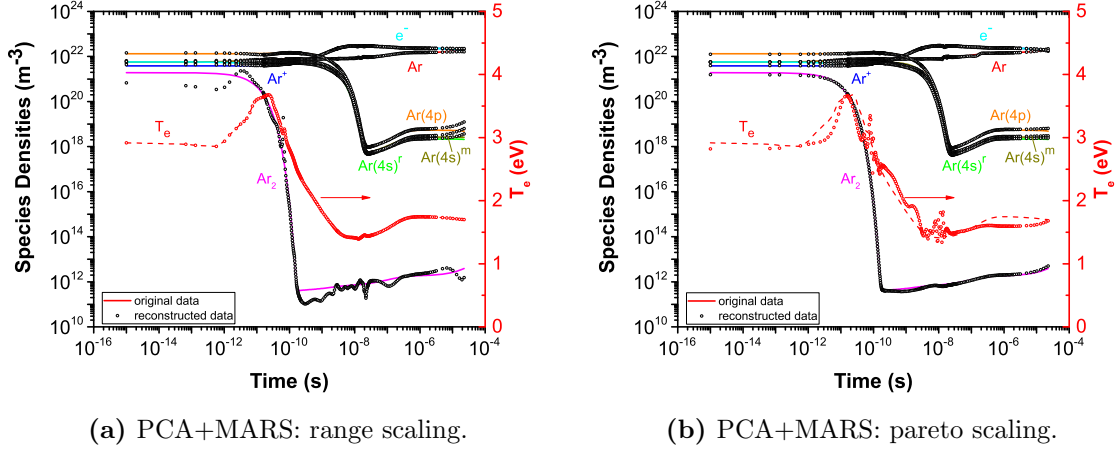 10^24
10^22
10^20
10^18
10^16
10^14
10^12
10^10
Species Densities (m^-3)
5
4
3
2
1
0
T_e (eV)
e^-
Ar
Ar^+
Ar(4p)
T_e
Ar(4s)^m
Ar(4s)^r
Ar_2
original data
reconstructed data
10^-16 10^-14 10^-12 10^-10 10^-8 10^-6 10^-4
Time (s)
(a) PCA+MARS: range scaling.
10^24
10^22
10^20
10^18
10^16
10^14
10^12
10^10
Species Densities (m^-3)
5
4
3
2
1
0
T_e (eV)
e^-
Ar
Ar^+
Ar(4p)
T_e
Ar(4s)^m
Ar(4s)^r
Ar_2
original data
reconstructed data
10^-16 10^-14 10^-12 10^-10 10^-8 10^-6 10^-4
Time (s)
(b) PCA+MARS: pareto scaling.